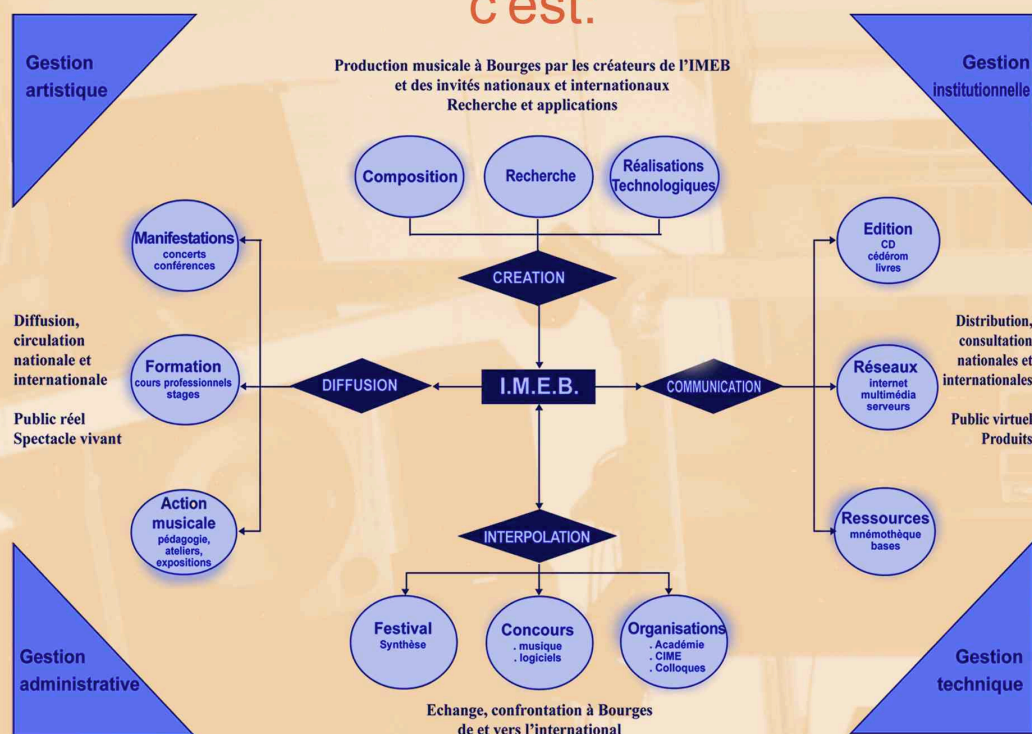 c'est.
Gestion
artistique
Production musicale à Bourges par les créateurs de l'IMEB
et des invités nationaux et internationaux
Recherche et applications
Gestion
institutionnelle
Composition
Recherche
Réalisations
Technologiques
Manifestations
concerts
conférences
CREATION
Edition
CD
cédérom
livres
Diffusion,
circulation
nationale et
internationale
Public réel
Spectacle vivant
Formation
cours professionnels
stages
DIFFUSION
I.M.E.B.
COMMUNICATION
Réseaux
internet
multimédia
serveurs
Distribution,
consultation
nationales et
internationales
Public virtuel
Produits
Action
musicale
pédagogie,
ateliers,
expositions
INTERPOLATION
Ressources
mnémothèque
bases
Festival
Synthèse
Concours
. musique
. logiciels
Organisations
. Académie
. CIME
. Colloques
Gestion
administrative
Gestion
technique
Echange, confrontation à Bourges
de et vers l'international